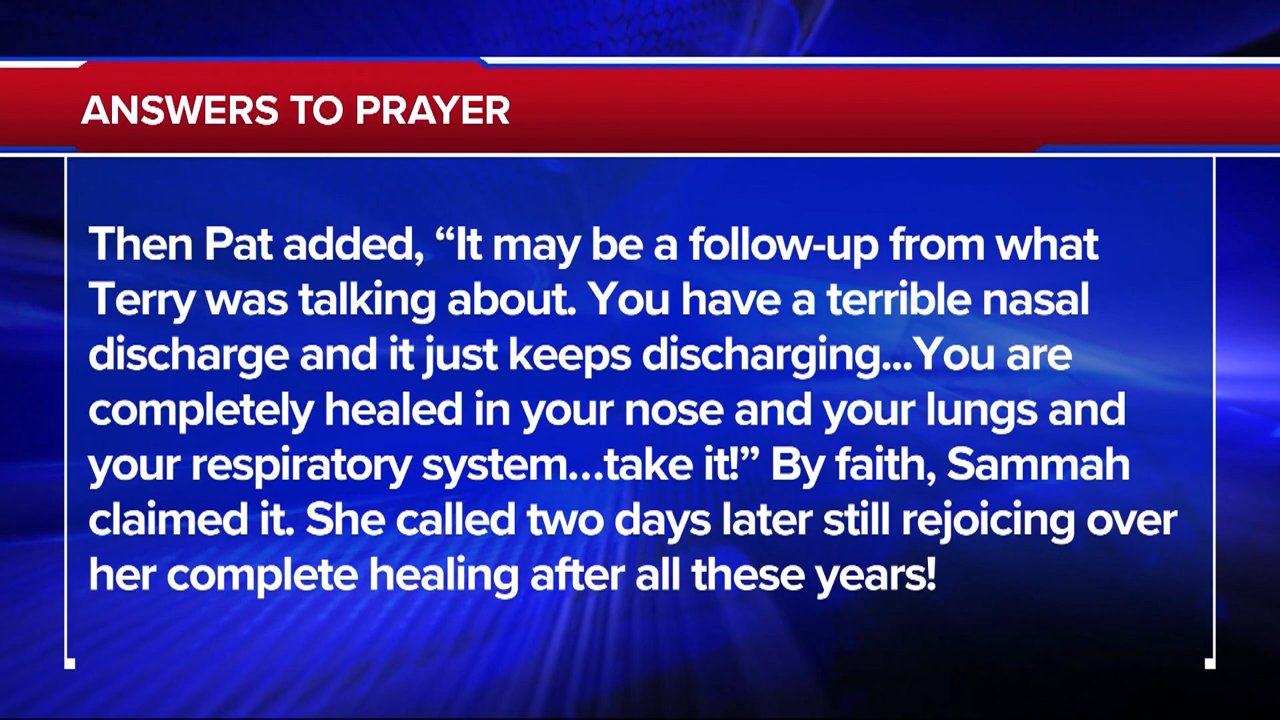 ANSWERS TO PRAYER
Then Pat added, “It may be a follow-up from what
Terry was talking about. You have a terrible nasal
discharge and it just keeps discharging...You are
completely healed in your nose and your lungs and
your respiratory system...take it!” By faith, Sammah
claimed it. She called two days later still rejoicing over
her complete healing after all these years!